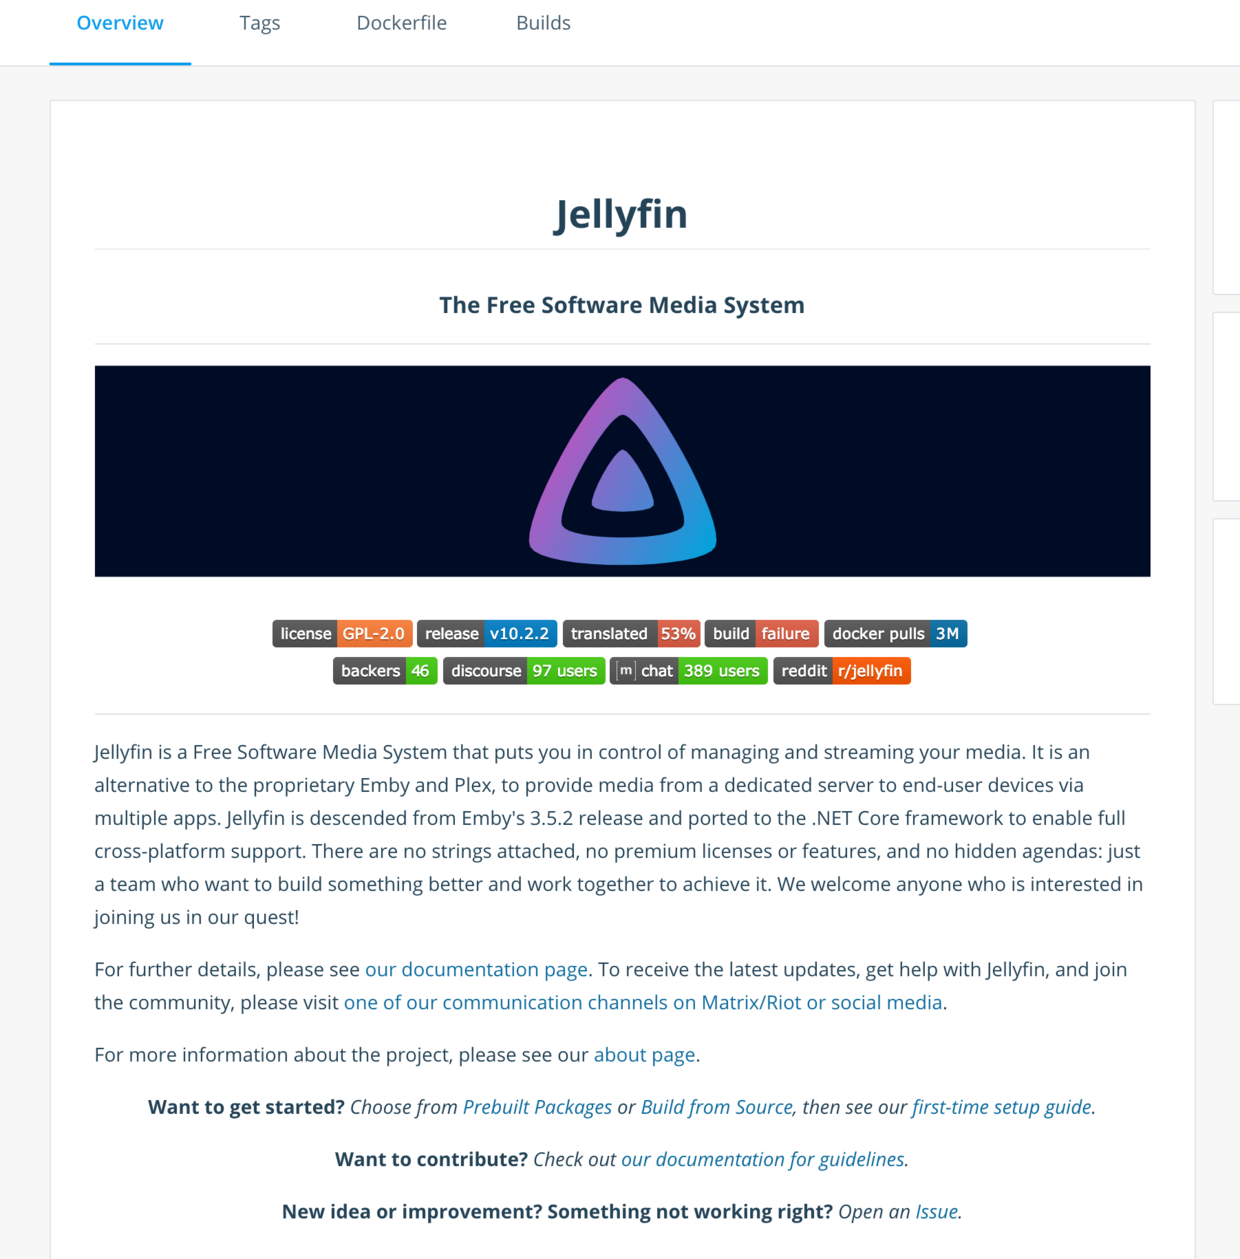 Overview Tags Dockerfile Builds
Jellyfin
The Free Software Media System
license GPL-2.0 release v10.2.2 translated 53% build failure docker pulls 3M
backers 46 discourse 97 users [m] chat 389 users reddit r/jellyfin
Jellyfin is a Free Software Media System that puts you in control of managing and streaming your media. It is an
alternative to the proprietary Emby and Plex, to provide media from a dedicated server to end-user devices via
multiple apps. Jellyfin is descended from Emby's 3.5.2 release and ported to the .NET Core framework to enable full
cross-platform support. There are no strings attached, no premium licenses or features, and no hidden agendas: just
a team who want to build something better and work together to achieve it. We welcome anyone who is interested in
joining us in our quest!
For further details, please see our documentation page. To receive the latest updates, get help with Jellyfin, and join
the community, please visit one of our communication channels on Matrix/Riot or social media.
For more information about the project, please see our about page.
Want to get started? Choose from Prebuilt Packages or Build from Source, then see our first-time setup guide.
Want to contribute? Check out our documentation for guidelines.
New idea or improvement? Something not working right? Open an Issue.